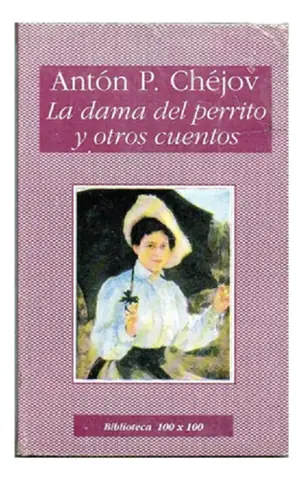 Antón P. Chéjov
La dama del perrito
y otros cuentos
Biblioteca 100 x 100